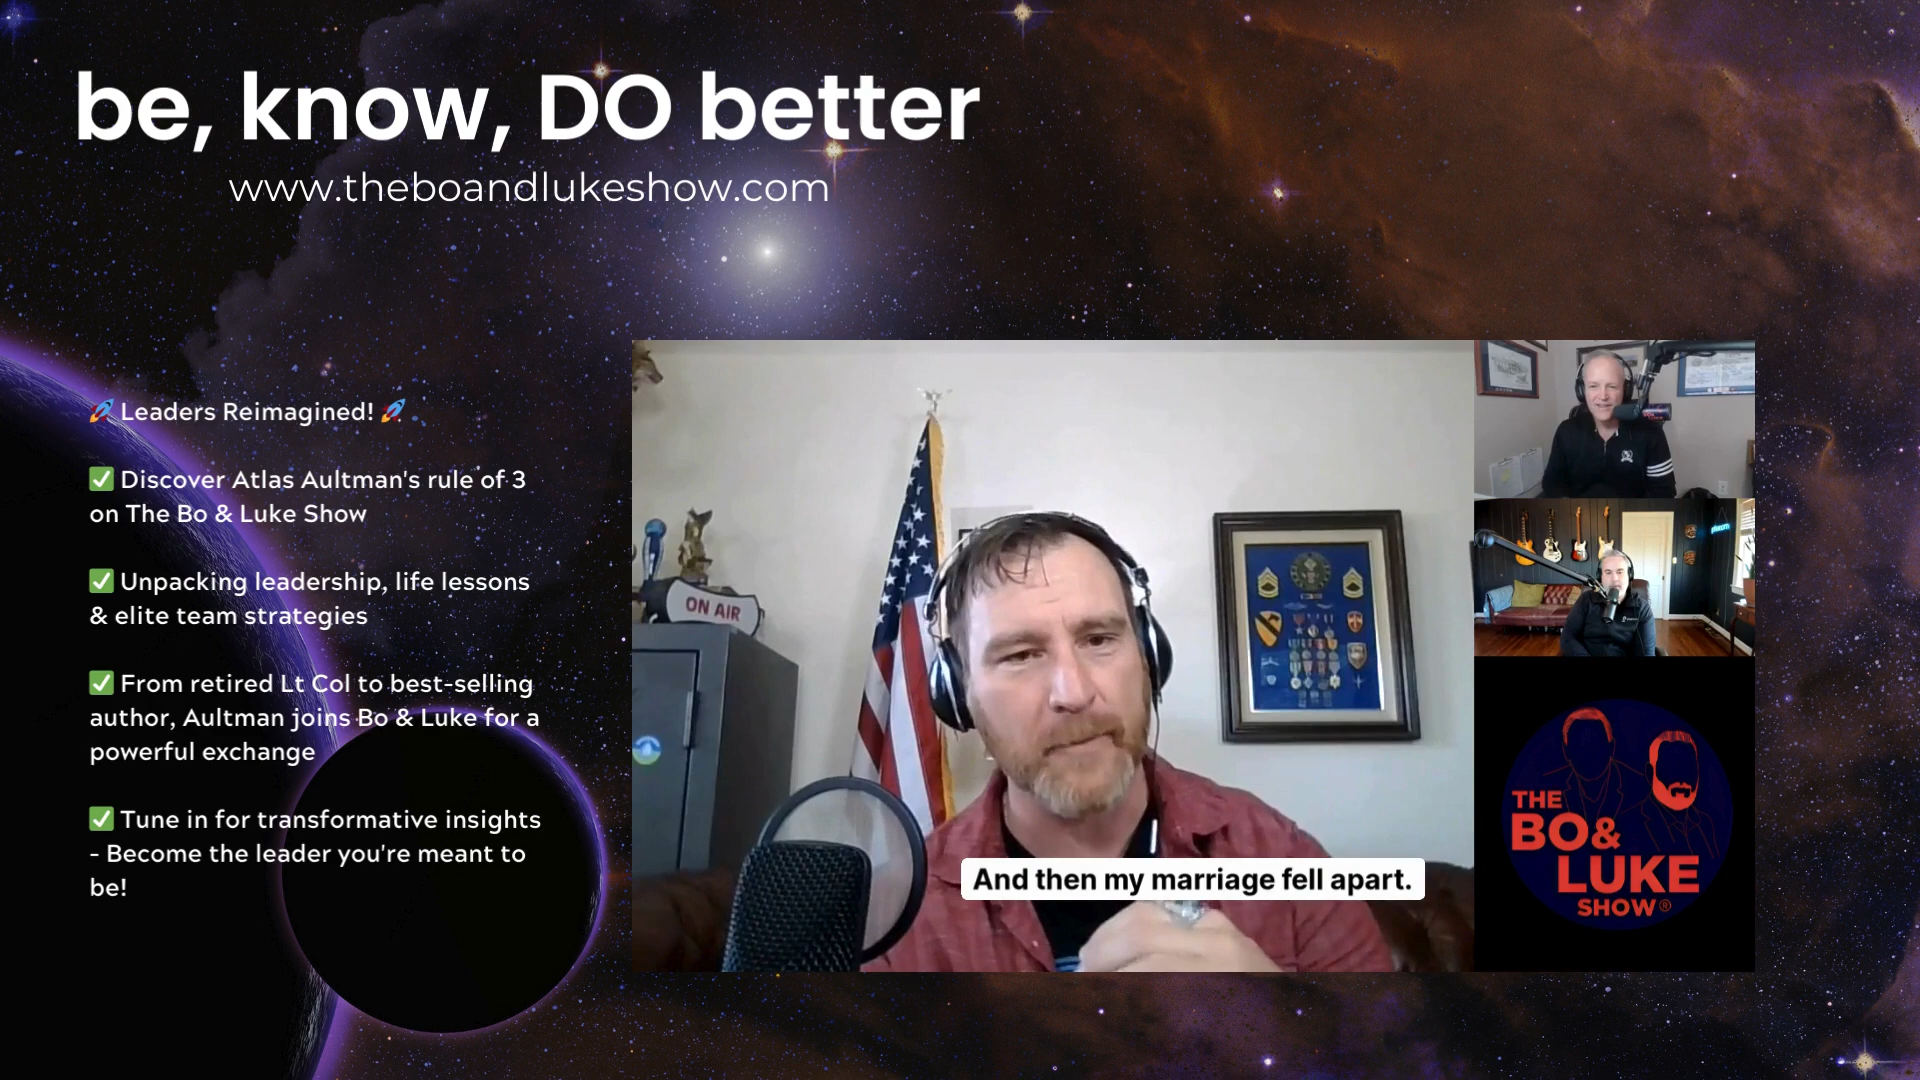 be, know, DO better
www.theboandlukeshow.com
🚀 Leaders Reimagined! 🚀
✅ Discover Atlas Aultman's rule of 3
on The Bo & Luke Show
✅ Unpacking leadership, life lessons
& elite team strategies
✅ From retired Lt Col to best-selling
author, Aultman joins Bo & Luke for a
powerful exchange
✅ Tune in for transformative insights
- Become the leader you're meant to
be!
ON AIR
And then my marriage fell apart.
THE
BO&
LUKE
SHOW®